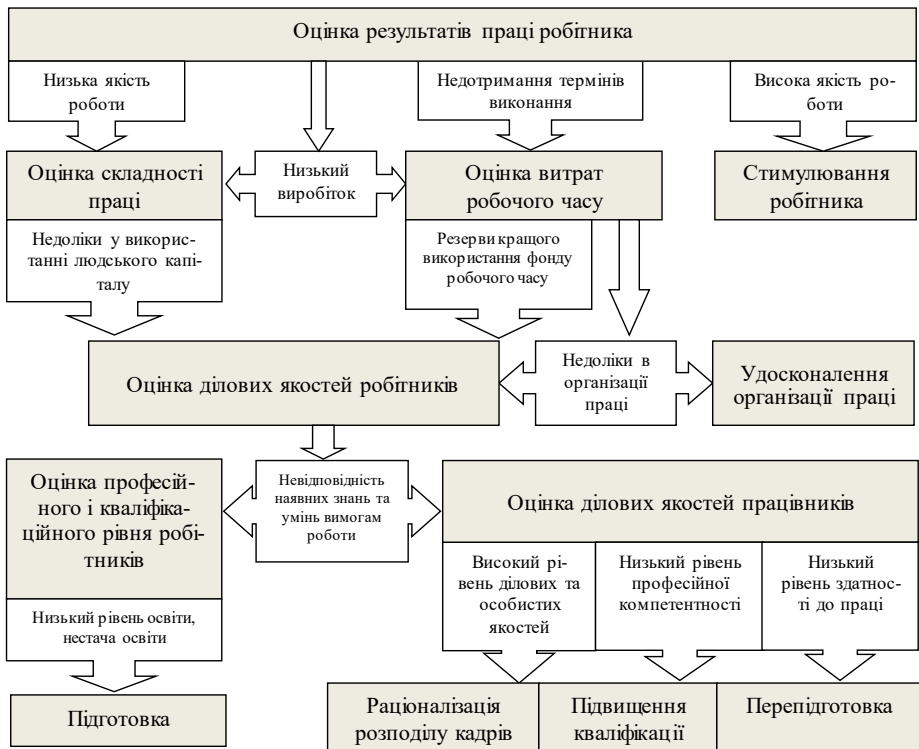 Оцінка результатів праці робітника
Низька якість
роботи
Недотримання термінів
виконання
Висока якість ро-
боти
Оцінка складності
праці
Низький
виробіток
Оцінка витрат
робочого часу
Стимулювання
робітника
Недоліки у викорис-
танні людського капі-
талу
Резерви кращого
використання фонду
робочого часу
Оцінка ділових якостей робітників
Недоліки в
організації
праці
Удосконалення
організації праці
Оцінка професій-
ного і кваліфіка-
ційного рівня робі-
тників
Невідповідність
наявних знань та
умінь вимогам
роботи
Оцінка ділових якостей працівників
Високий рі-
вень ділових та
особистих
якостей
Низький рівень
професійної
компетентності
Низький
рівень здатнос-
ті до праці
Низький рівень освіти,
нестача освіти
Підготовка
Раціоналізація
розподілу кадрів
Підвищення
кваліфікації
Перепідготовка